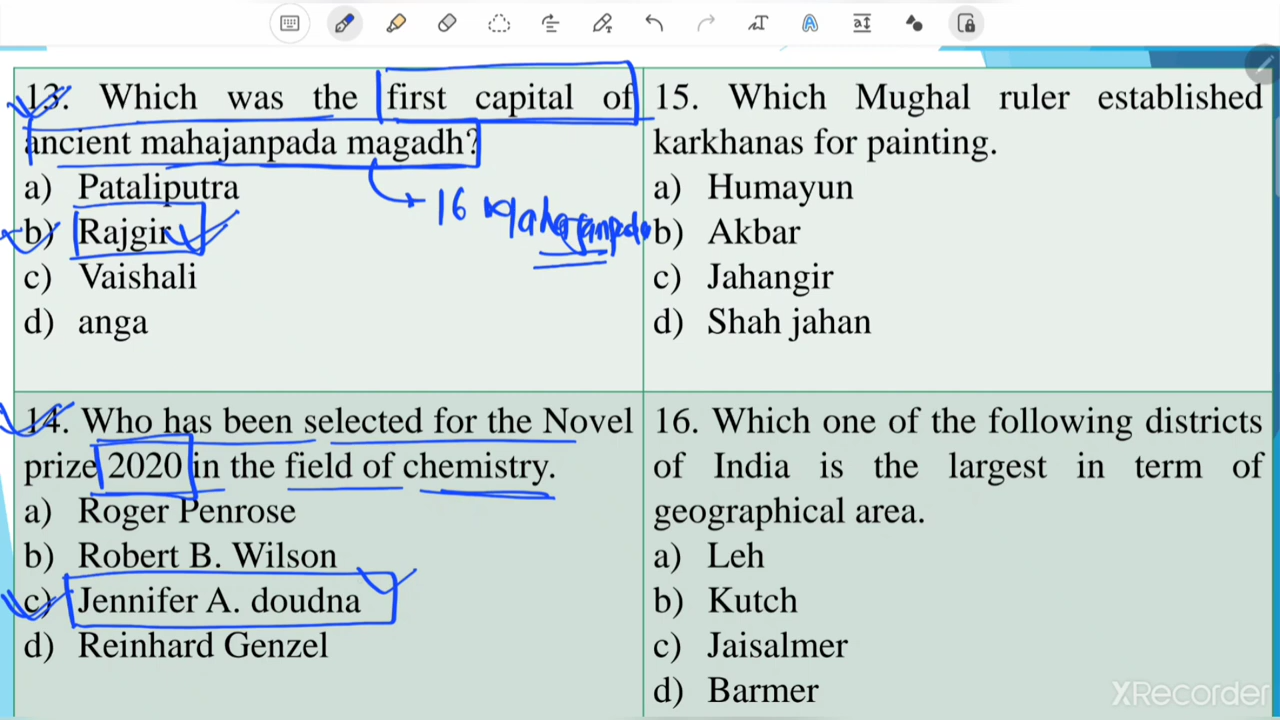 13. Which was the first capital of
ancient mahajanpada magadh?
a) Pataliputra
b) Rajgir
c) Vaishali
d) anga
16 Mahajanpada
14. Who has been selected for the Novel
prize 2020 in the field of chemistry.
a) Roger Penrose
b) Robert B. Wilson
c) Jennifer A. doudna
d) Reinhard Genzel
15. Which Mughal ruler established
karkhanas for painting.
a) Humayun
b) Akbar
c) Jahangir
d) Shah jahan
16. Which one of the following districts
of India is the largest in term of
geographical area.
a) Leh
b) Kutch
c) Jaisalmer
d) Barmer
XRecorder